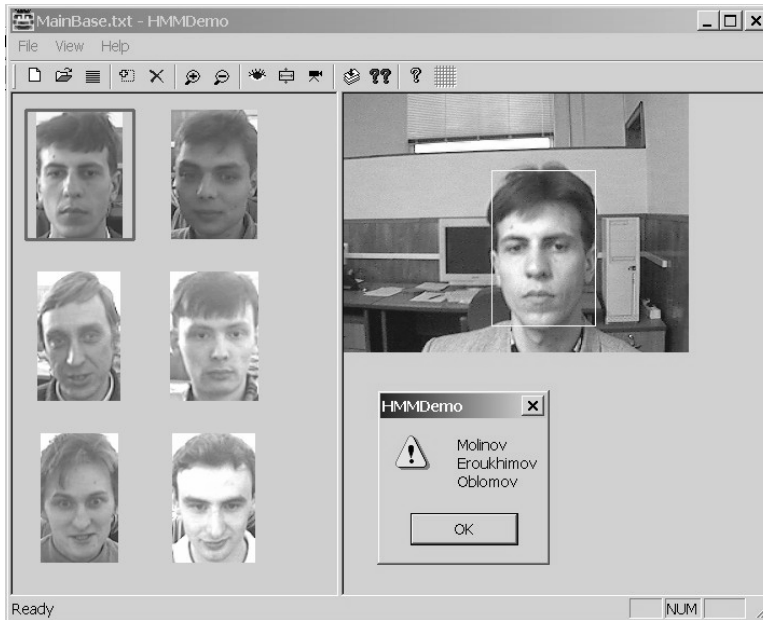 MainBase.txt - HMMDemo
File View Help
HMMDemo
Molinov
Eroukhimov
Oblomov
OK
Ready
NUM